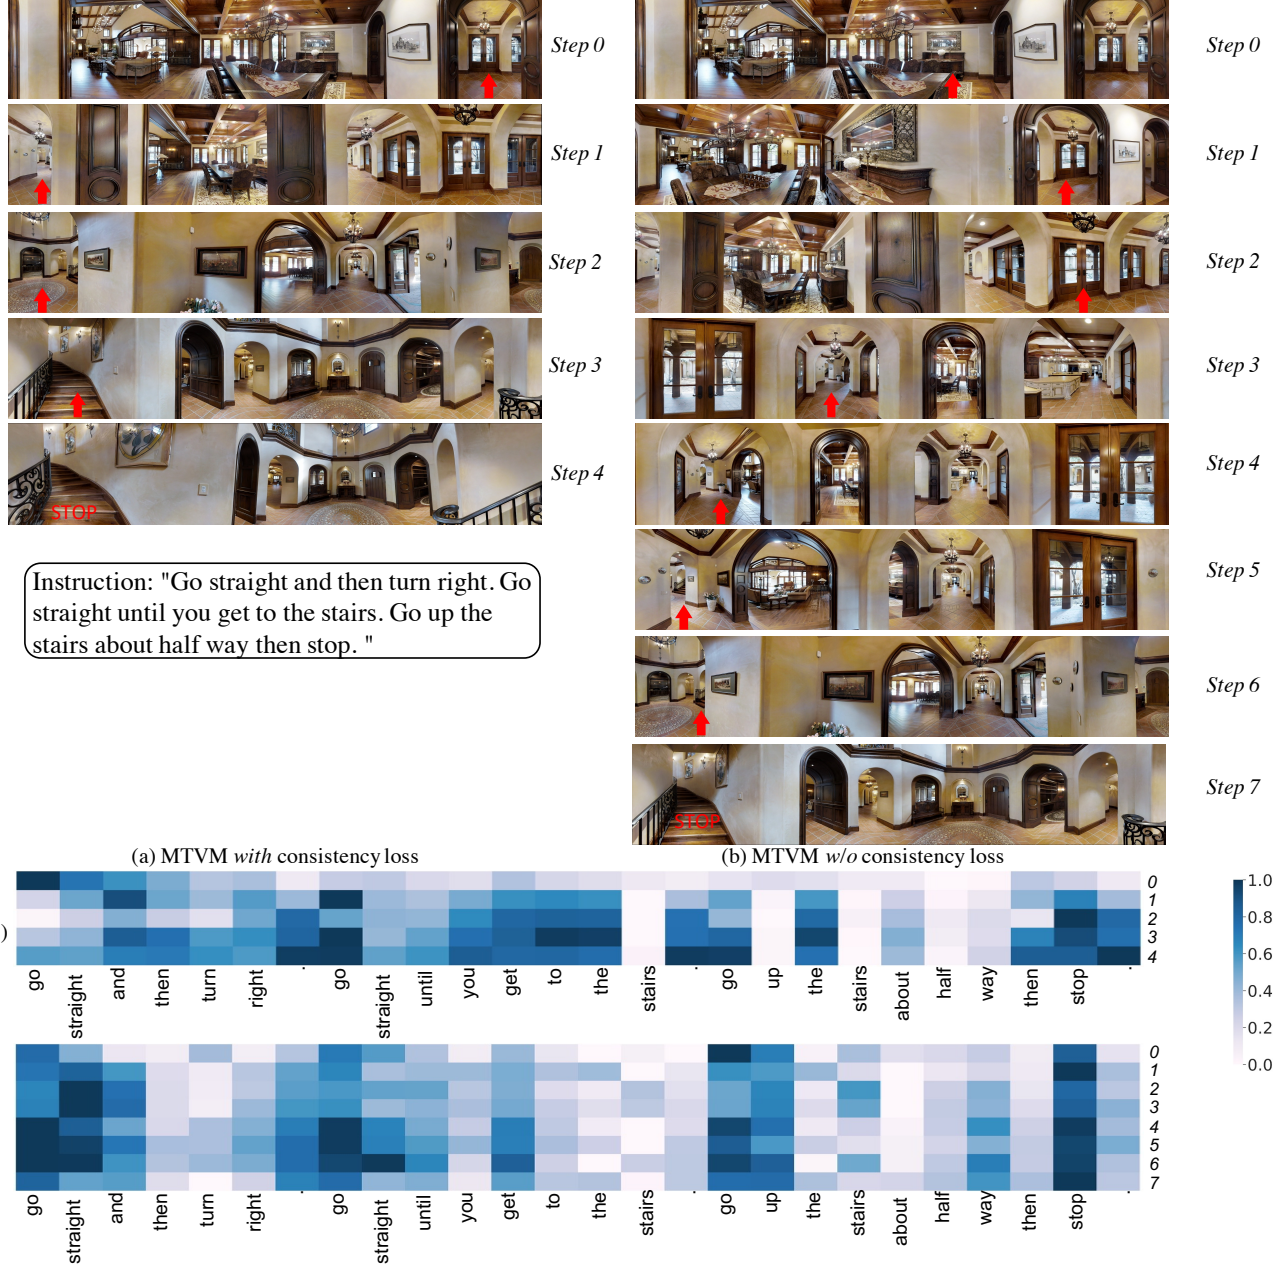 Step 0
Step 1
Step 2
Step 3
Step 4
STOP
Instruction: "Go straight and then turn right. Go
straight until you get to the stairs. Go up the
stairs about half way then stop. "
(a) MTVM with consistency loss
Step 0
Step 1
Step 2
Step 3
Step 4
Step 5
Step 6
Step 7
STOP
(b) MTVM w/o consistency loss
)
0
1
2
3
4
go straight and then turn right . go straight until you get to the stairs . go up the stairs about half way then stop .
0
1
2
3
4
5
6
7
go straight and then turn right . go straight until you get to the stairs . go up the stairs about half way then stop .
1.0
0.8
0.6
0.4
0.2
0.0